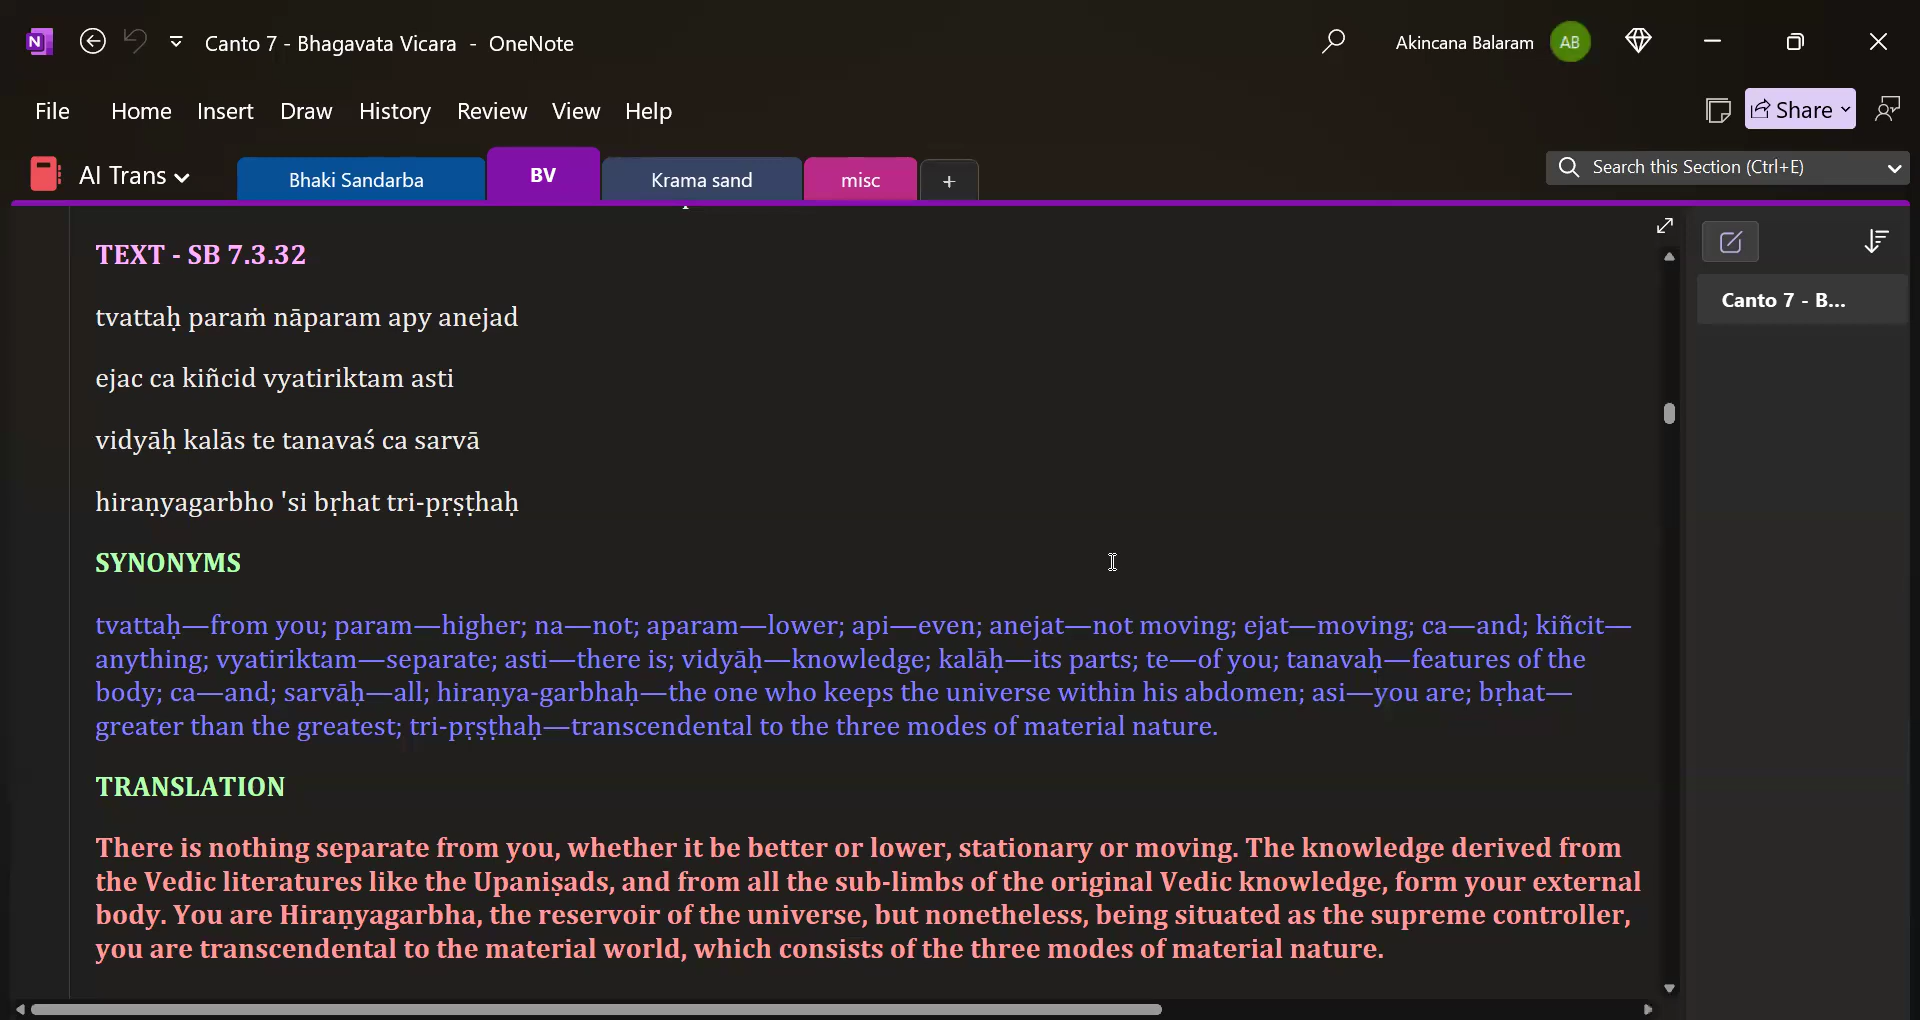 Canto 7 - Bhagavata Vicara - OneNote
Akincana Balaram AB
File Home Insert Draw History Review View Help
Share
AI Trans
Bhaki Sandarba BV Krama sand misc +
Search this Section (Ctrl+E)
Canto 7 - B...
TEXT - SB 7.3.32
tvattaḥ paraṁ nāparam apy anejad
ejac ca kiñcid vyatiriktam asti
vidyāḥ kalās te tanavaś ca sarvā
hiraṇyagarbho 'si bṛhat tri-pṛṣṭhaḥ
SYNONYMS
tvattaḥ—from you; param—higher; na—not; aparam—lower; api—even; anejat—not moving; ejat—moving; ca—and; kiñcit—
anything; vyatiriktam—separate; asti—there is; vidyāḥ—knowledge; kalāḥ—its parts; te—of you; tanavaḥ—features of the
body; ca—and; sarvāḥ—all; hiraṇya-garbhaḥ—the one who keeps the universe within his abdomen; asi—you are; bṛhat—
greater than the greatest; tri-pṛṣṭhaḥ—transcendental to the three modes of material nature.
TRANSLATION
There is nothing separate from you, whether it be better or lower, stationary or moving. The knowledge derived from
the Vedic literatures like the Upaniṣads, and from all the sub-limbs of the original Vedic knowledge, form your external
body. You are Hiraṇyagarbha, the reservoir of the universe, but nonetheless, being situated as the supreme controller,
you are transcendental to the material world, which consists of the three modes of material nature.